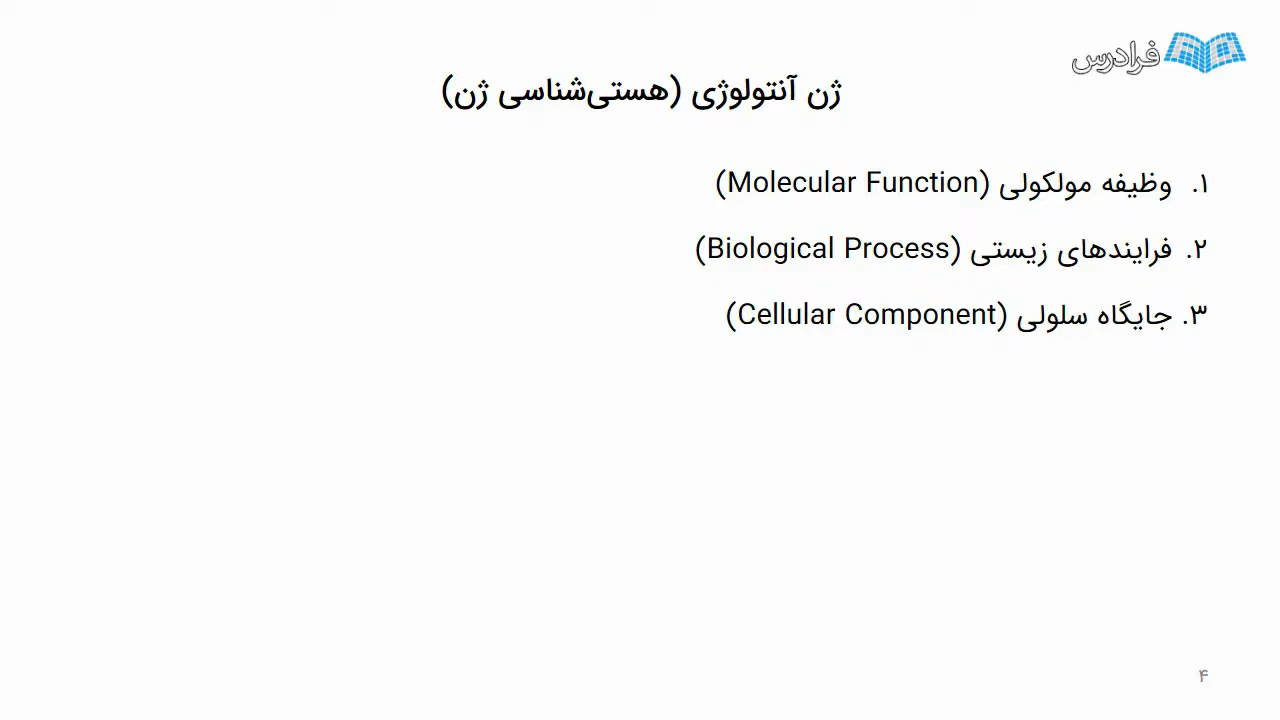 فرادرس
ژن آنتولوژی (هستی‌شناسی ژن)
۱. وظیفه مولکولی (Molecular Function)
۲. فرایندهای زیستی (Biological Process)
۳. جایگاه سلولی (Cellular Component)
۴